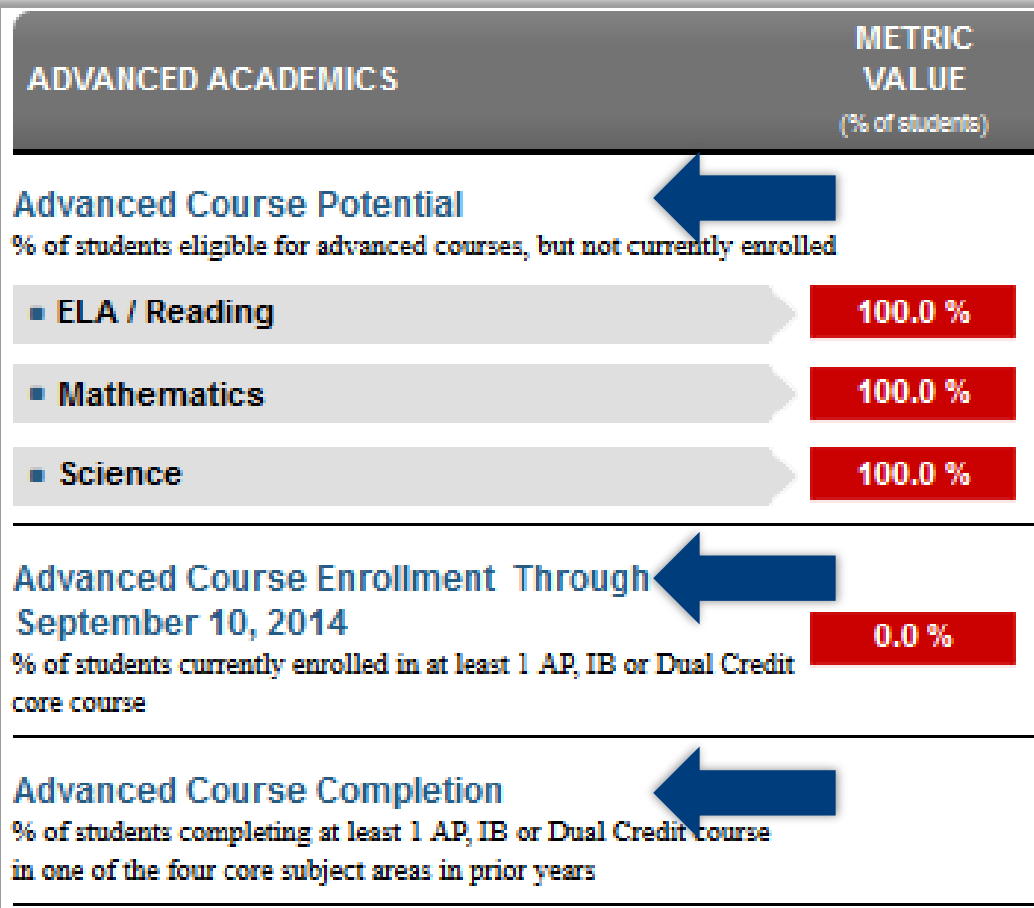 METRIC
ADVANCED ACADEMICS VALUE
(% of students)
Advanced Course Potential
% of students eligible for advanced courses, but not currently enrolled
ELA / Reading 100.0 %
Mathematics 100.0 %
Science 100.0 %
Advanced Course Enrollment Through
September 10, 2014
0.0 %
% of students currently enrolled in at least 1 AP, IB or Dual Credit
core course
Advanced Course Completion
% of students completing at least 1 AP, IB or Dual Credit course
in one of the four core subject areas in prior years